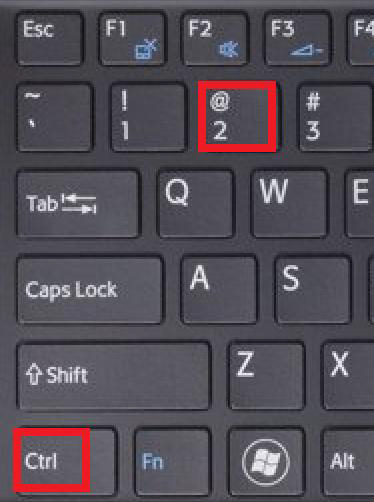 Esc F1 F2 F3 F4
~ ! @ #
` 1 2 3
Tab Q W E
Caps Lock A S
Shift Z X
Ctrl Fn Alt